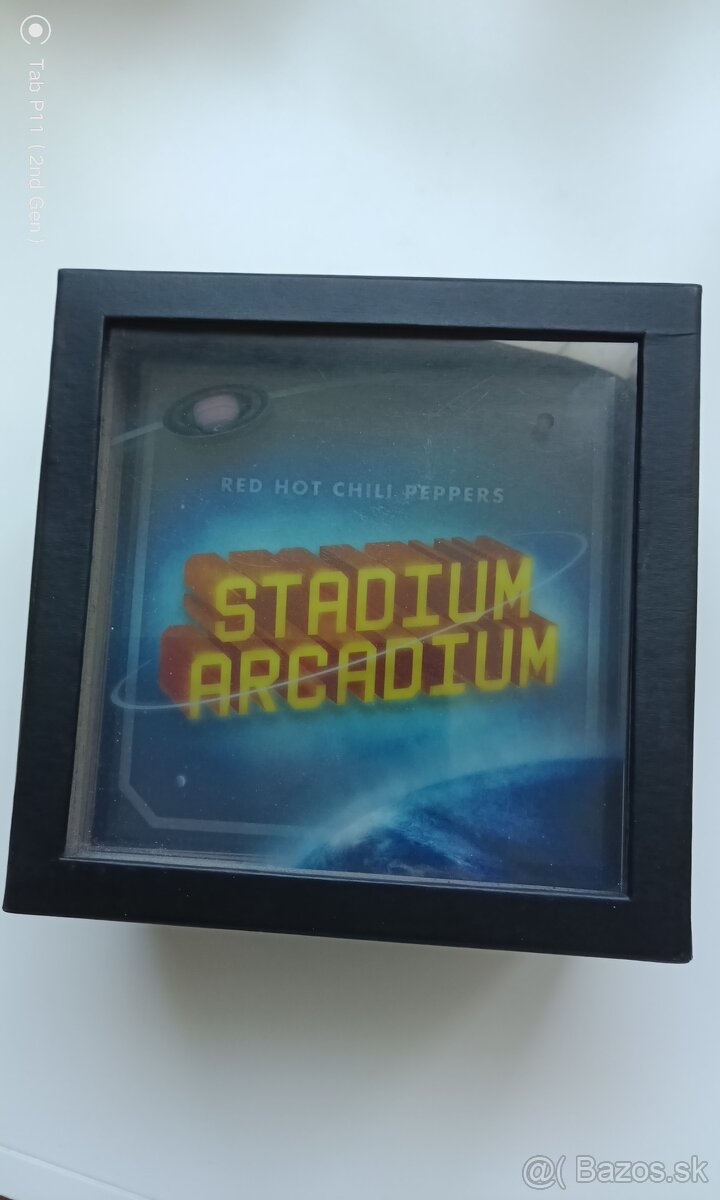 Tab P11 (2nd Gen)
RED HOT CHILI PEPPERS
STADIUM
ARCADIUM
@( Bazos.sk